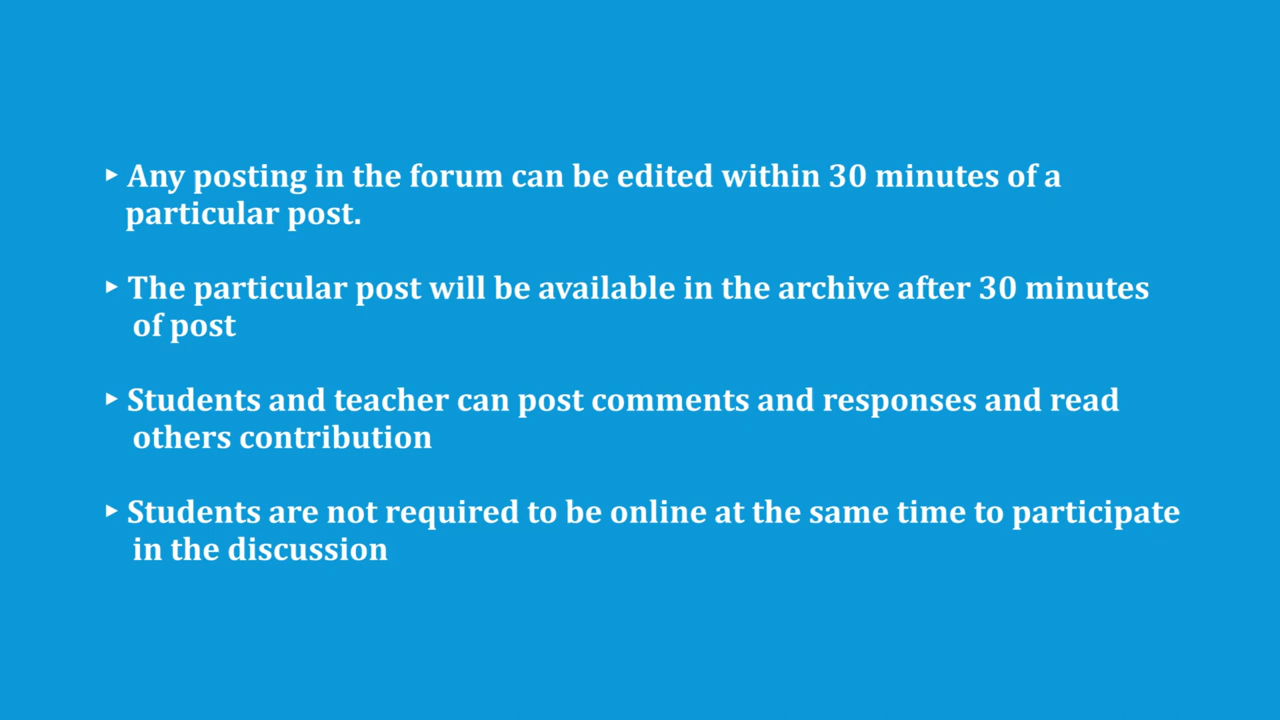 ▸ Any posting in the forum can be edited within 30 minutes of a
particular post.
▸ The particular post will be available in the archive after 30 minutes
of post
▸ Students and teacher can post comments and responses and read
others contribution
▸ Students are not required to be online at the same time to participate
in the discussion